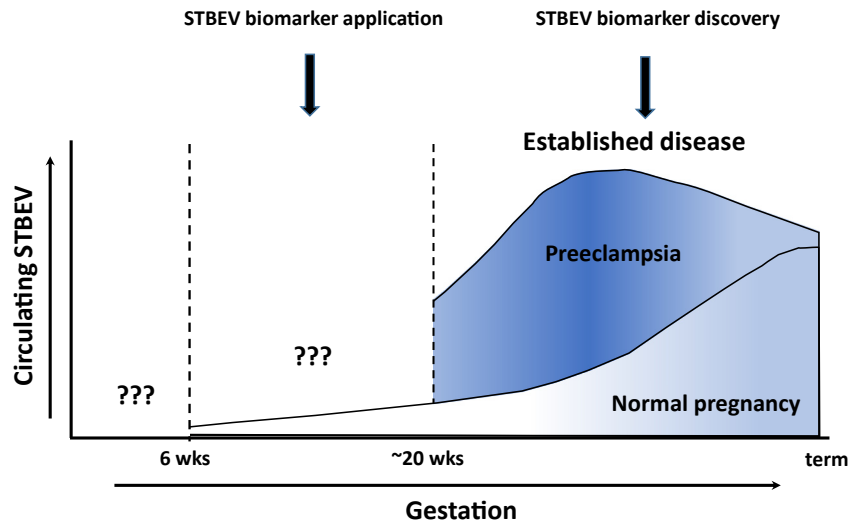 STBEV biomarker application
STBEV biomarker discovery
Established disease
Circulating STBEV
Preeclampsia
???
???
Normal pregnancy
6 wks
~20 wks
term
Gestation